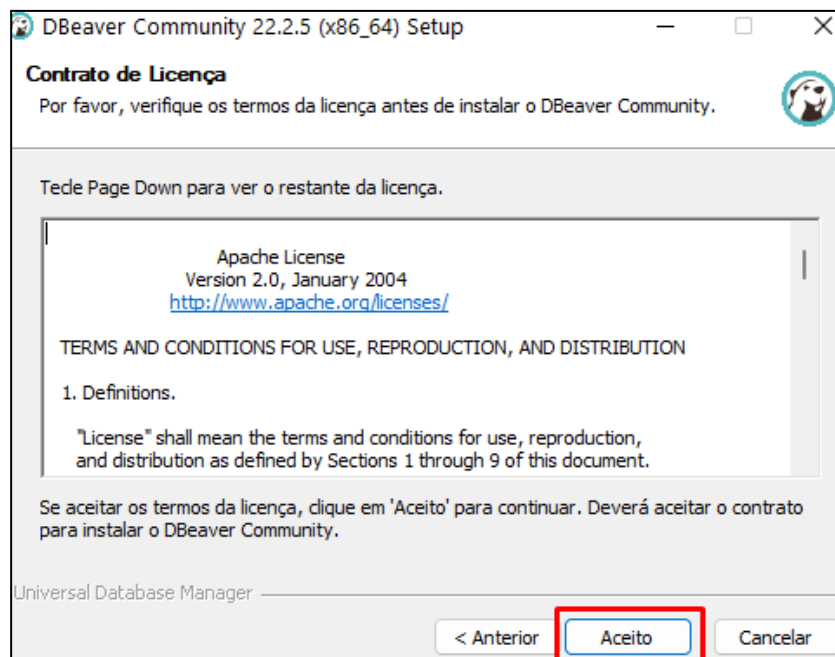 DBeaver Community 22.2.5 (x86_64) Setup
Contrato de Licença
Por favor, verifique os termos da licença antes de instalar o DBeaver Community.
Tecle Page Down para ver o restante da licença.
Apache License
Version 2.0, January 2004
http://www.apache.org/licenses/
TERMS AND CONDITIONS FOR USE, REPRODUCTION, AND DISTRIBUTION
1. Definitions.
"License" shall mean the terms and conditions for use, reproduction,
and distribution as defined by Sections 1 through 9 of this document.
Se aceitar os termos da licença, clique em 'Aceito' para continuar. Deverá aceitar o contrato
para instalar o DBeaver Community.
Universal Database Manager
< Anterior Aceito Cancelar